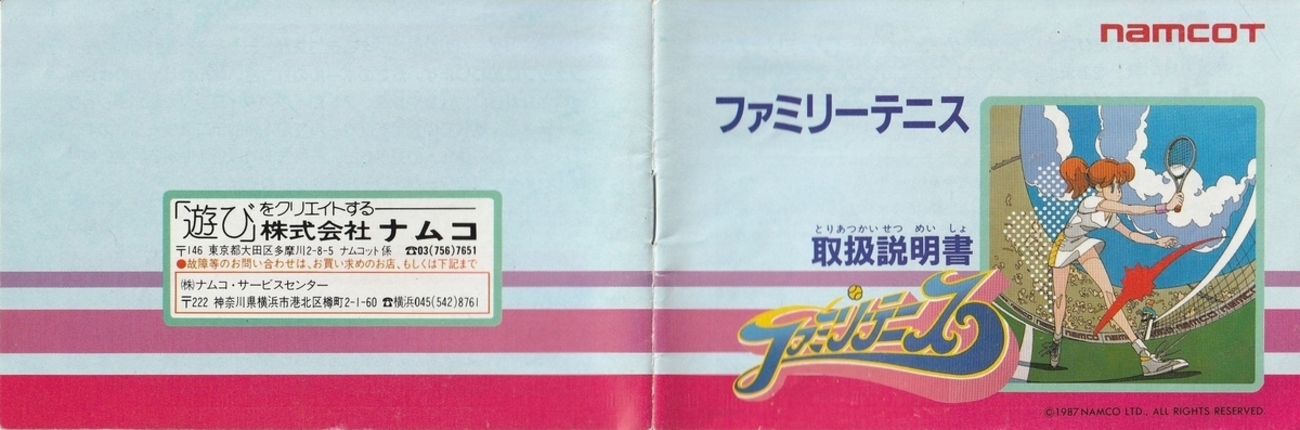 「遊び」をクリエイトする
株式会社ナムコ
〒146 東京都大田区多摩川2-8-5 ナムコット係 ☎03(756)7651
●故障等のお問い合わせは、お買い求めのお店、もしくは下記まで
㈱ナムコ・サービスセンター
〒222 神奈川県横浜市港北区樽町2-1-60 ☎横浜045(542)8761
namcoT
ファミリーテニス
とりあつかいせつめいしょ
取扱説明書
ファミリーテニス
NAMCO NAMCO
©1987 NAMCO LTD., ALL RIGHTS RESERVED